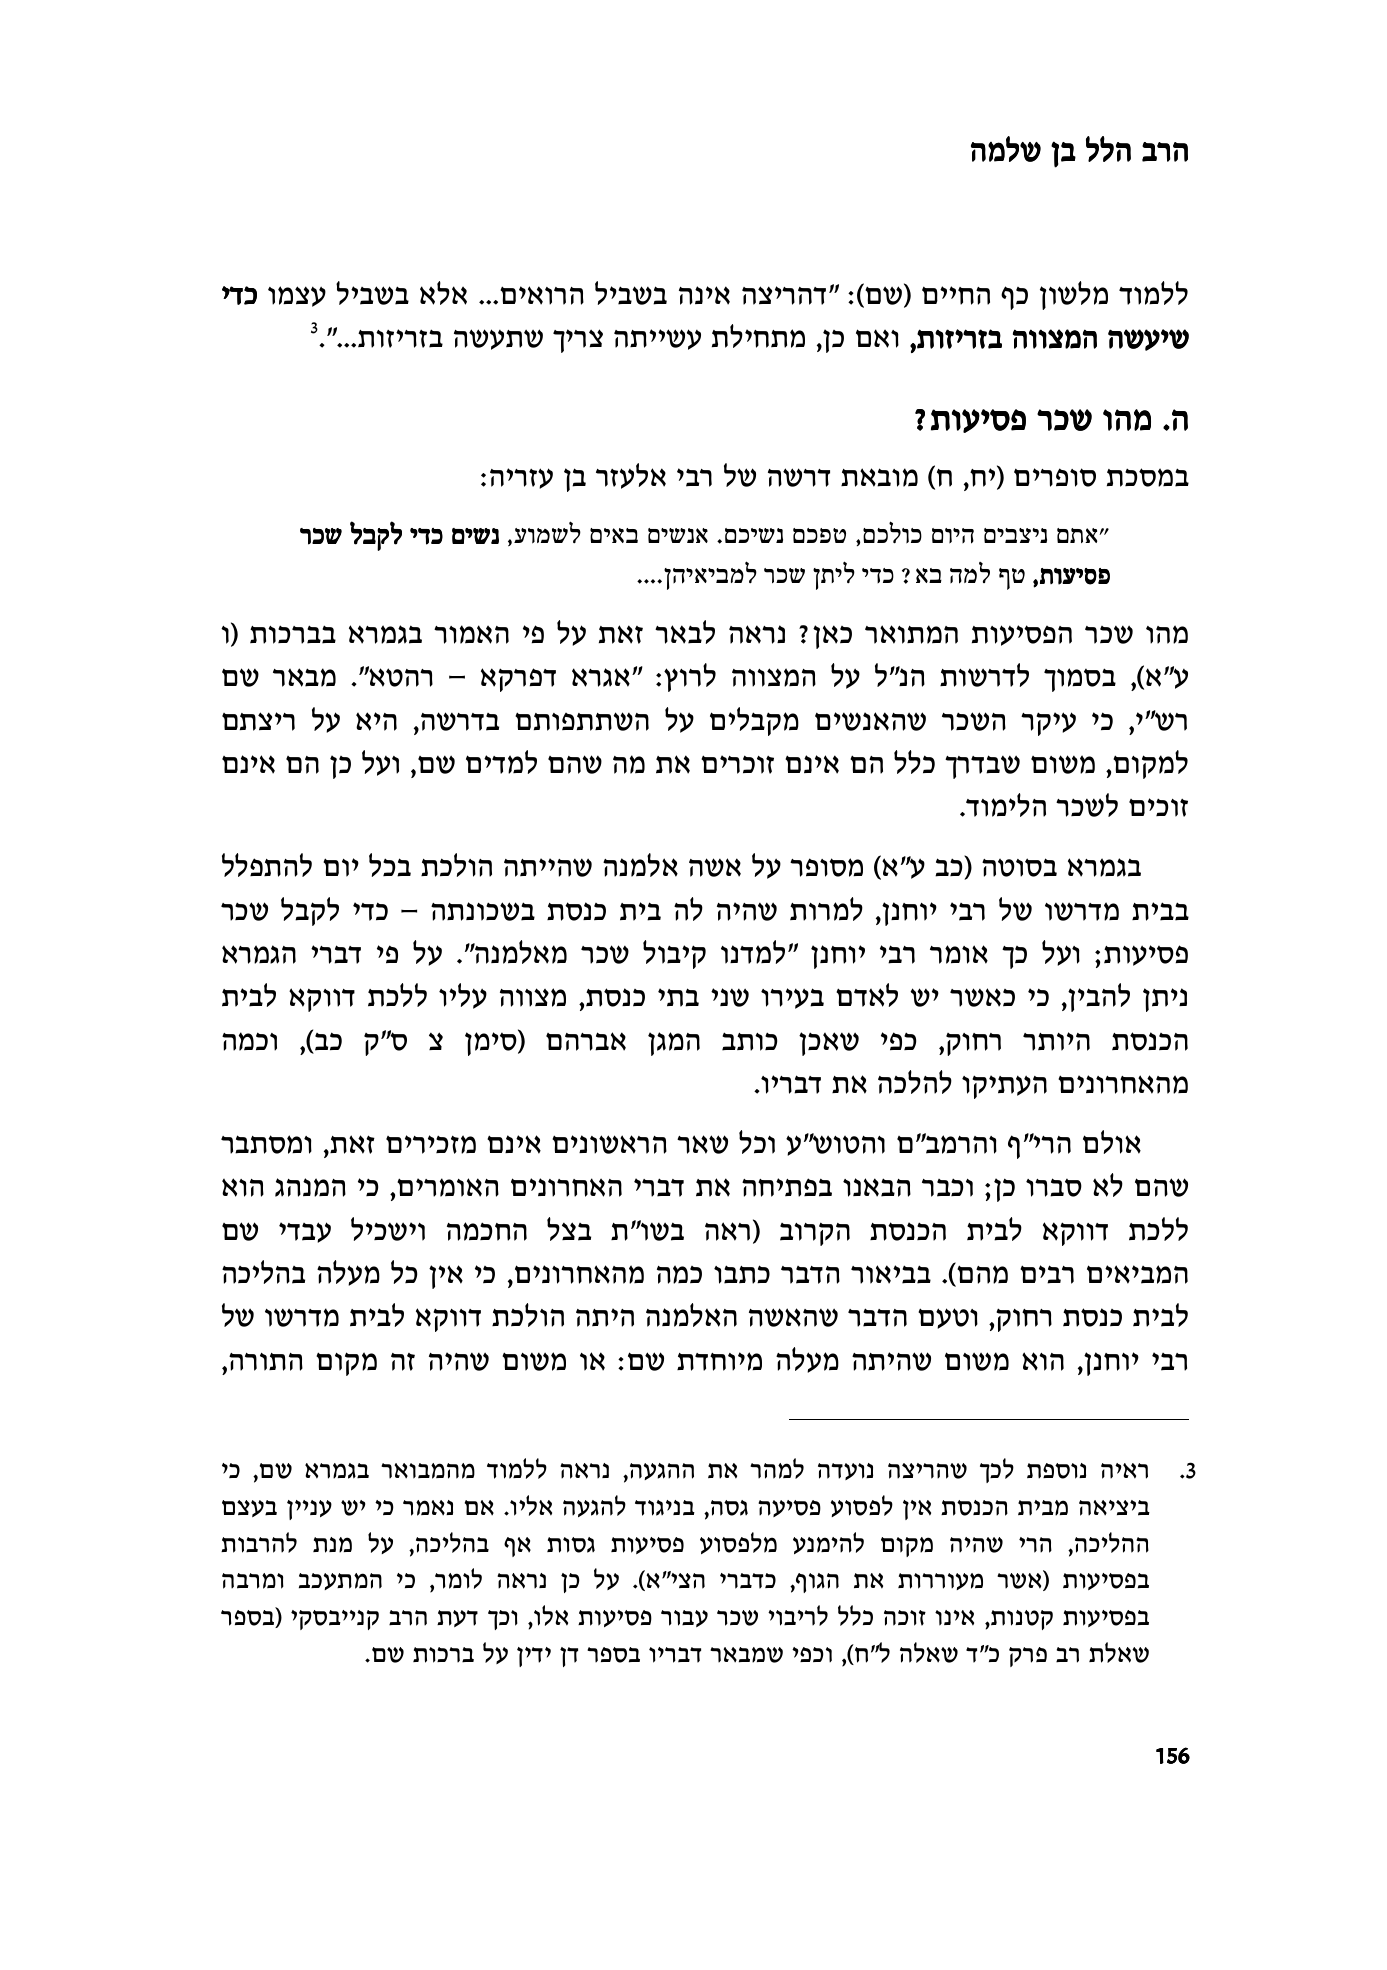 הרב הלל בן שלמה
ללמוד מלשון כף החיים (שם): "דהריצה אינה בשביל הרואים... אלא בשביל עצמו כדי
שיעשה המצווה בזריזות, ואם כן, מתחילת עשייתה צריך שתעשה בזריזות...".3
ה. מהו שכר פסיעות?
במסכת סופרים (יח, ח) מובאת דרשה של רבי אלעזר בן עזריה:
"אתם ניצבים היום כולכם, טפכם נשיכם. אנשים באים לשמוע, נשים כדי לקבל שכר
פסיעות, טף למה בא? כדי ליתן שכר למביאיהן....
מהו שכר הפסיעות המתואר כאן? נראה לבאר זאת על פי האמור בגמרא בברכות (ו
ע"א), בסמוך לדרשות הנ"ל על המצווה לרוץ: "אגרא דפרקא – רהטא". מבאר שם
רש"י, כי עיקר השכר שהאנשים מקבלים על השתתפותם בדרשה, היא על ריצתם
למקום, משום שבדרך כלל הם אינם זוכרים את מה שהם למדים שם, ועל כן הם אינם
זוכים לשכר הלימוד.
בגמרא בסוטה (כב ע"א) מסופר על אשה אלמנה שהייתה הולכת בכל יום להתפלל
בבית מדרשו של רבי יוחנן, למרות שהיה לה בית כנסת בשכונתה – כדי לקבל שכר
פסיעות; ועל כך אומר רבי יוחנן "למדנו קיבול שכר מאלמנה". על פי דברי הגמרא
ניתן להבין, כי כאשר יש לאדם בעירו שני בתי כנסת, מצווה עליו ללכת דווקא לבית
הכנסת היותר רחוק, כפי שאכן כותב המגן אברהם (סימן צ ס"ק כב), וכמה
מהאחרונים העתיקו להלכה את דבריו.
אולם הרי"ף והרמב"ם והטוש"ע וכל שאר הראשונים אינם מזכירים זאת, ומסתבר
שהם לא סברו כן; וכבר הבאנו בפתיחה את דברי האחרונים האומרים, כי המנהג הוא
ללכת דווקא לבית הכנסת הקרוב (ראה בשו"ת בצל החכמה וישכיל עבדי שם
המביאים רבים מהם). בביאור הדבר כתבו כמה מהאחרונים, כי אין כל מעלה בהליכה
לבית כנסת רחוק, וטעם הדבר שהאשה האלמנה היתה הולכת דווקא לבית מדרשו של
רבי יוחנן, הוא משום שהיתה מעלה מיוחדת שם: או משום שהיה זה מקום התורה,
3. ראיה נוספת לכך שהריצה נועדה למהר את ההגעה, נראה ללמוד מהמבואר בגמרא שם, כי
ביציאה מבית הכנסת אין לפסוע פסיעה גסה, בניגוד להגעה אליו. אם נאמר כי יש עניין בעצם
ההליכה, הרי שהיה מקום להימנע מלפסוע פסיעות גסות אף בהליכה, על מנת להרבות
בפסיעות (אשר מעוררות את הגוף, כדברי הצי"א). על כן נראה לומר, כי המתעכב ומרבה
בפסיעות קטנות, אינו זוכה כלל לריבוי שכר עבור פסיעות אלו, וכך דעת הרב קנייבסקי (בספר
שאלת רב פרק כ"ד שאלה ל"ח), וכפי שמבאר דבריו בספר דן ידין על ברכות שם.
156